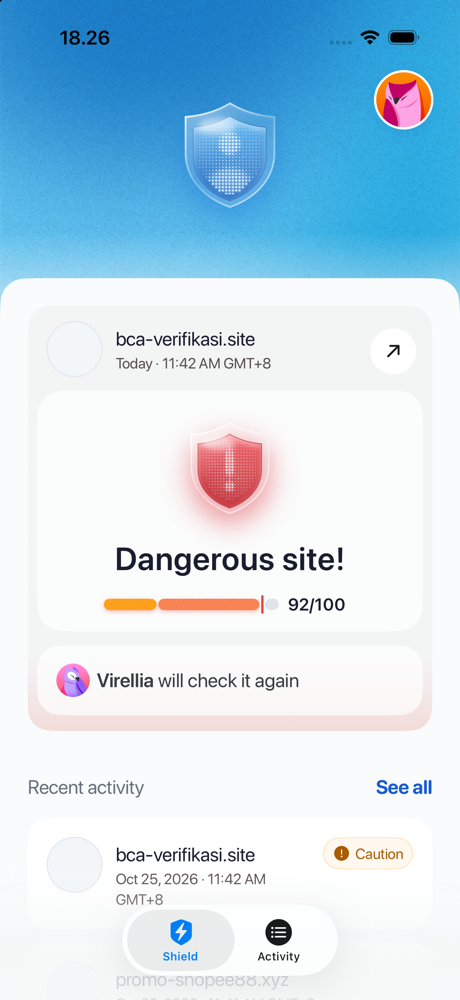 18.26
bca-verifikasi.site
Today · 11:42 AM GMT+8
Dangerous site!
92/100
Virellia will check it again
Recent activity
See all
bca-verifikasi.site
Caution
Oct 25, 2026 · 11:42 AM
GMT+8
promo-shopee88.xyz
Shield
Activity